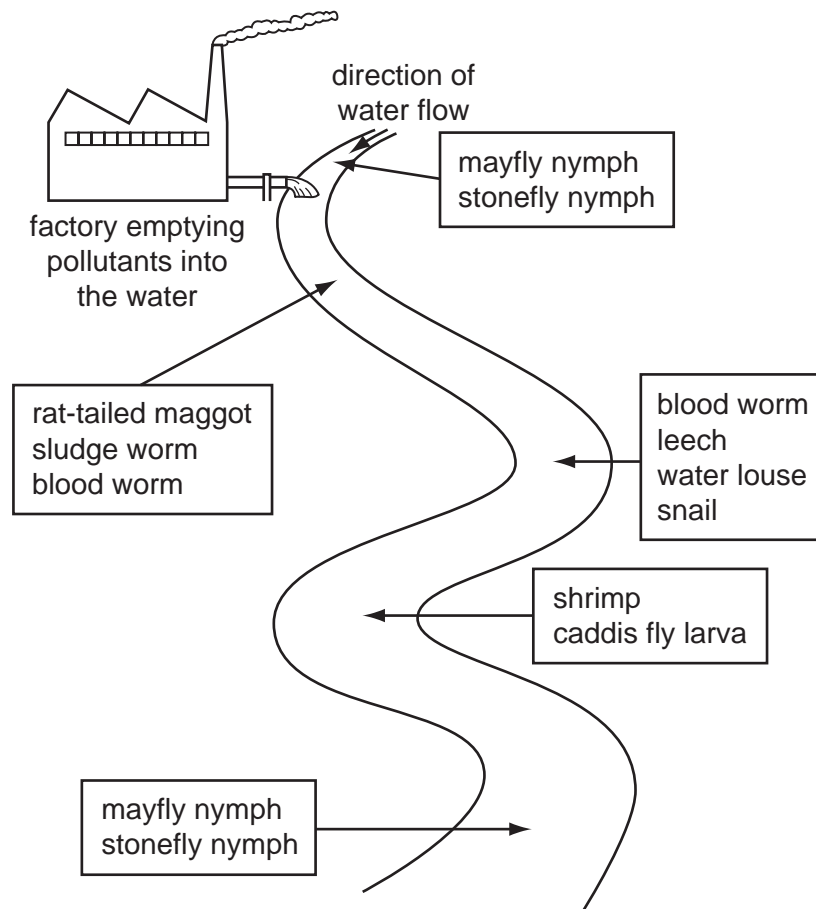 direction of
water flow
mayfly nymph
stonefly nymph
factory emptying
pollutants into
the water
rat-tailed maggot
sludge worm
blood worm
blood worm
leech
water louse
snail
shrimp
caddis fly larva
mayfly nymph
stonefly nymph